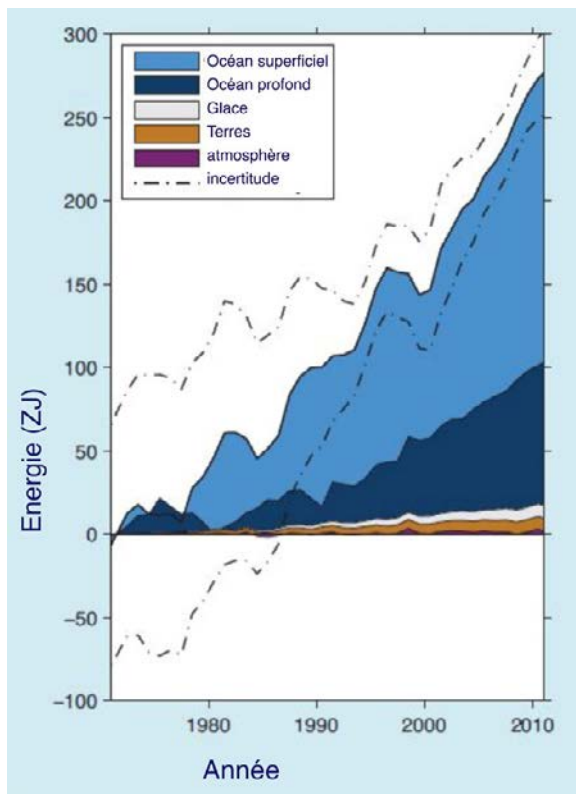 300
250
200
150
100
50
0
−50
−100
Océan superficiel
Océan profond
Glace
Terres
atmosphère
incertitude
Energie (ZJ)
1980
1990
2000
2010
Année